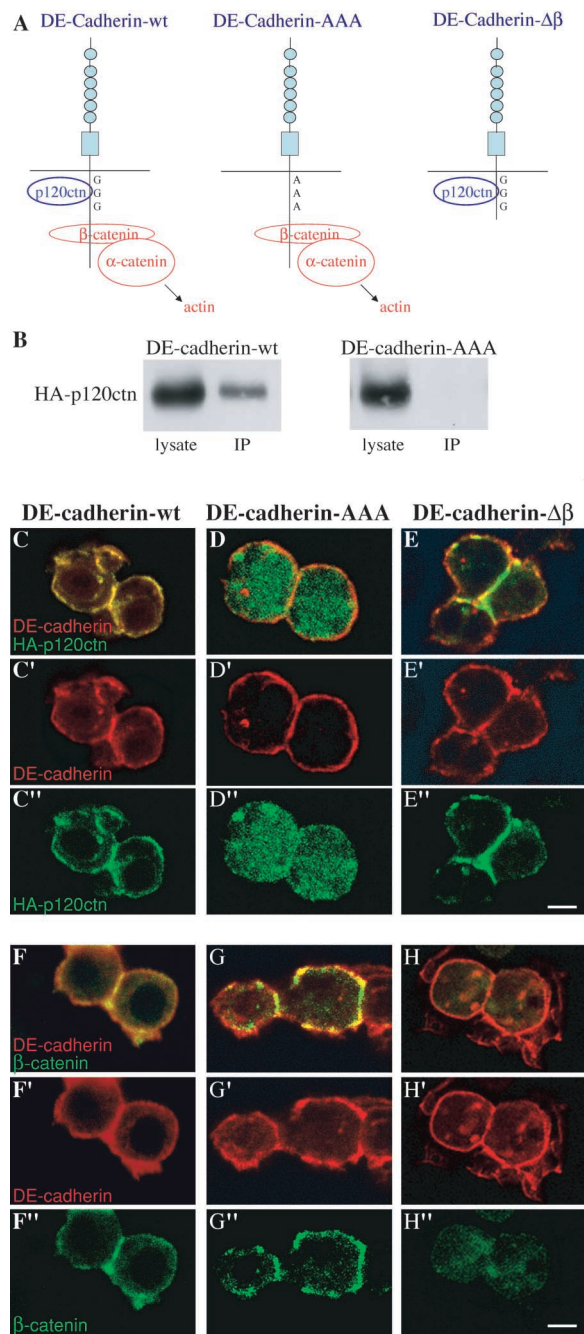 A
DE-Cadherin-wt
DE-Cadherin-AAA
DE-Cadherin-Δβ
p120ctn
G
G
G
β-catenin
α-catenin
actin
A
A
A
β-catenin
α-catenin
actin
p120ctn
G
G
G
B
DE-cadherin-wt
DE-cadherin-AAA
HA-p120ctn
lysate IP
lysate IP
DE-cadherin-wt DE-cadherin-AAA DE-cadherin-Δβ
C
DE-cadherin
HA-p120ctn
D
E
C'
DE-cadherin
D'
E'
C''
HA-p120ctn
D''
E''
F
DE-cadherin
β-catenin
G
H
F'
DE-cadherin
G'
H'
F''
β-catenin
G''
H''